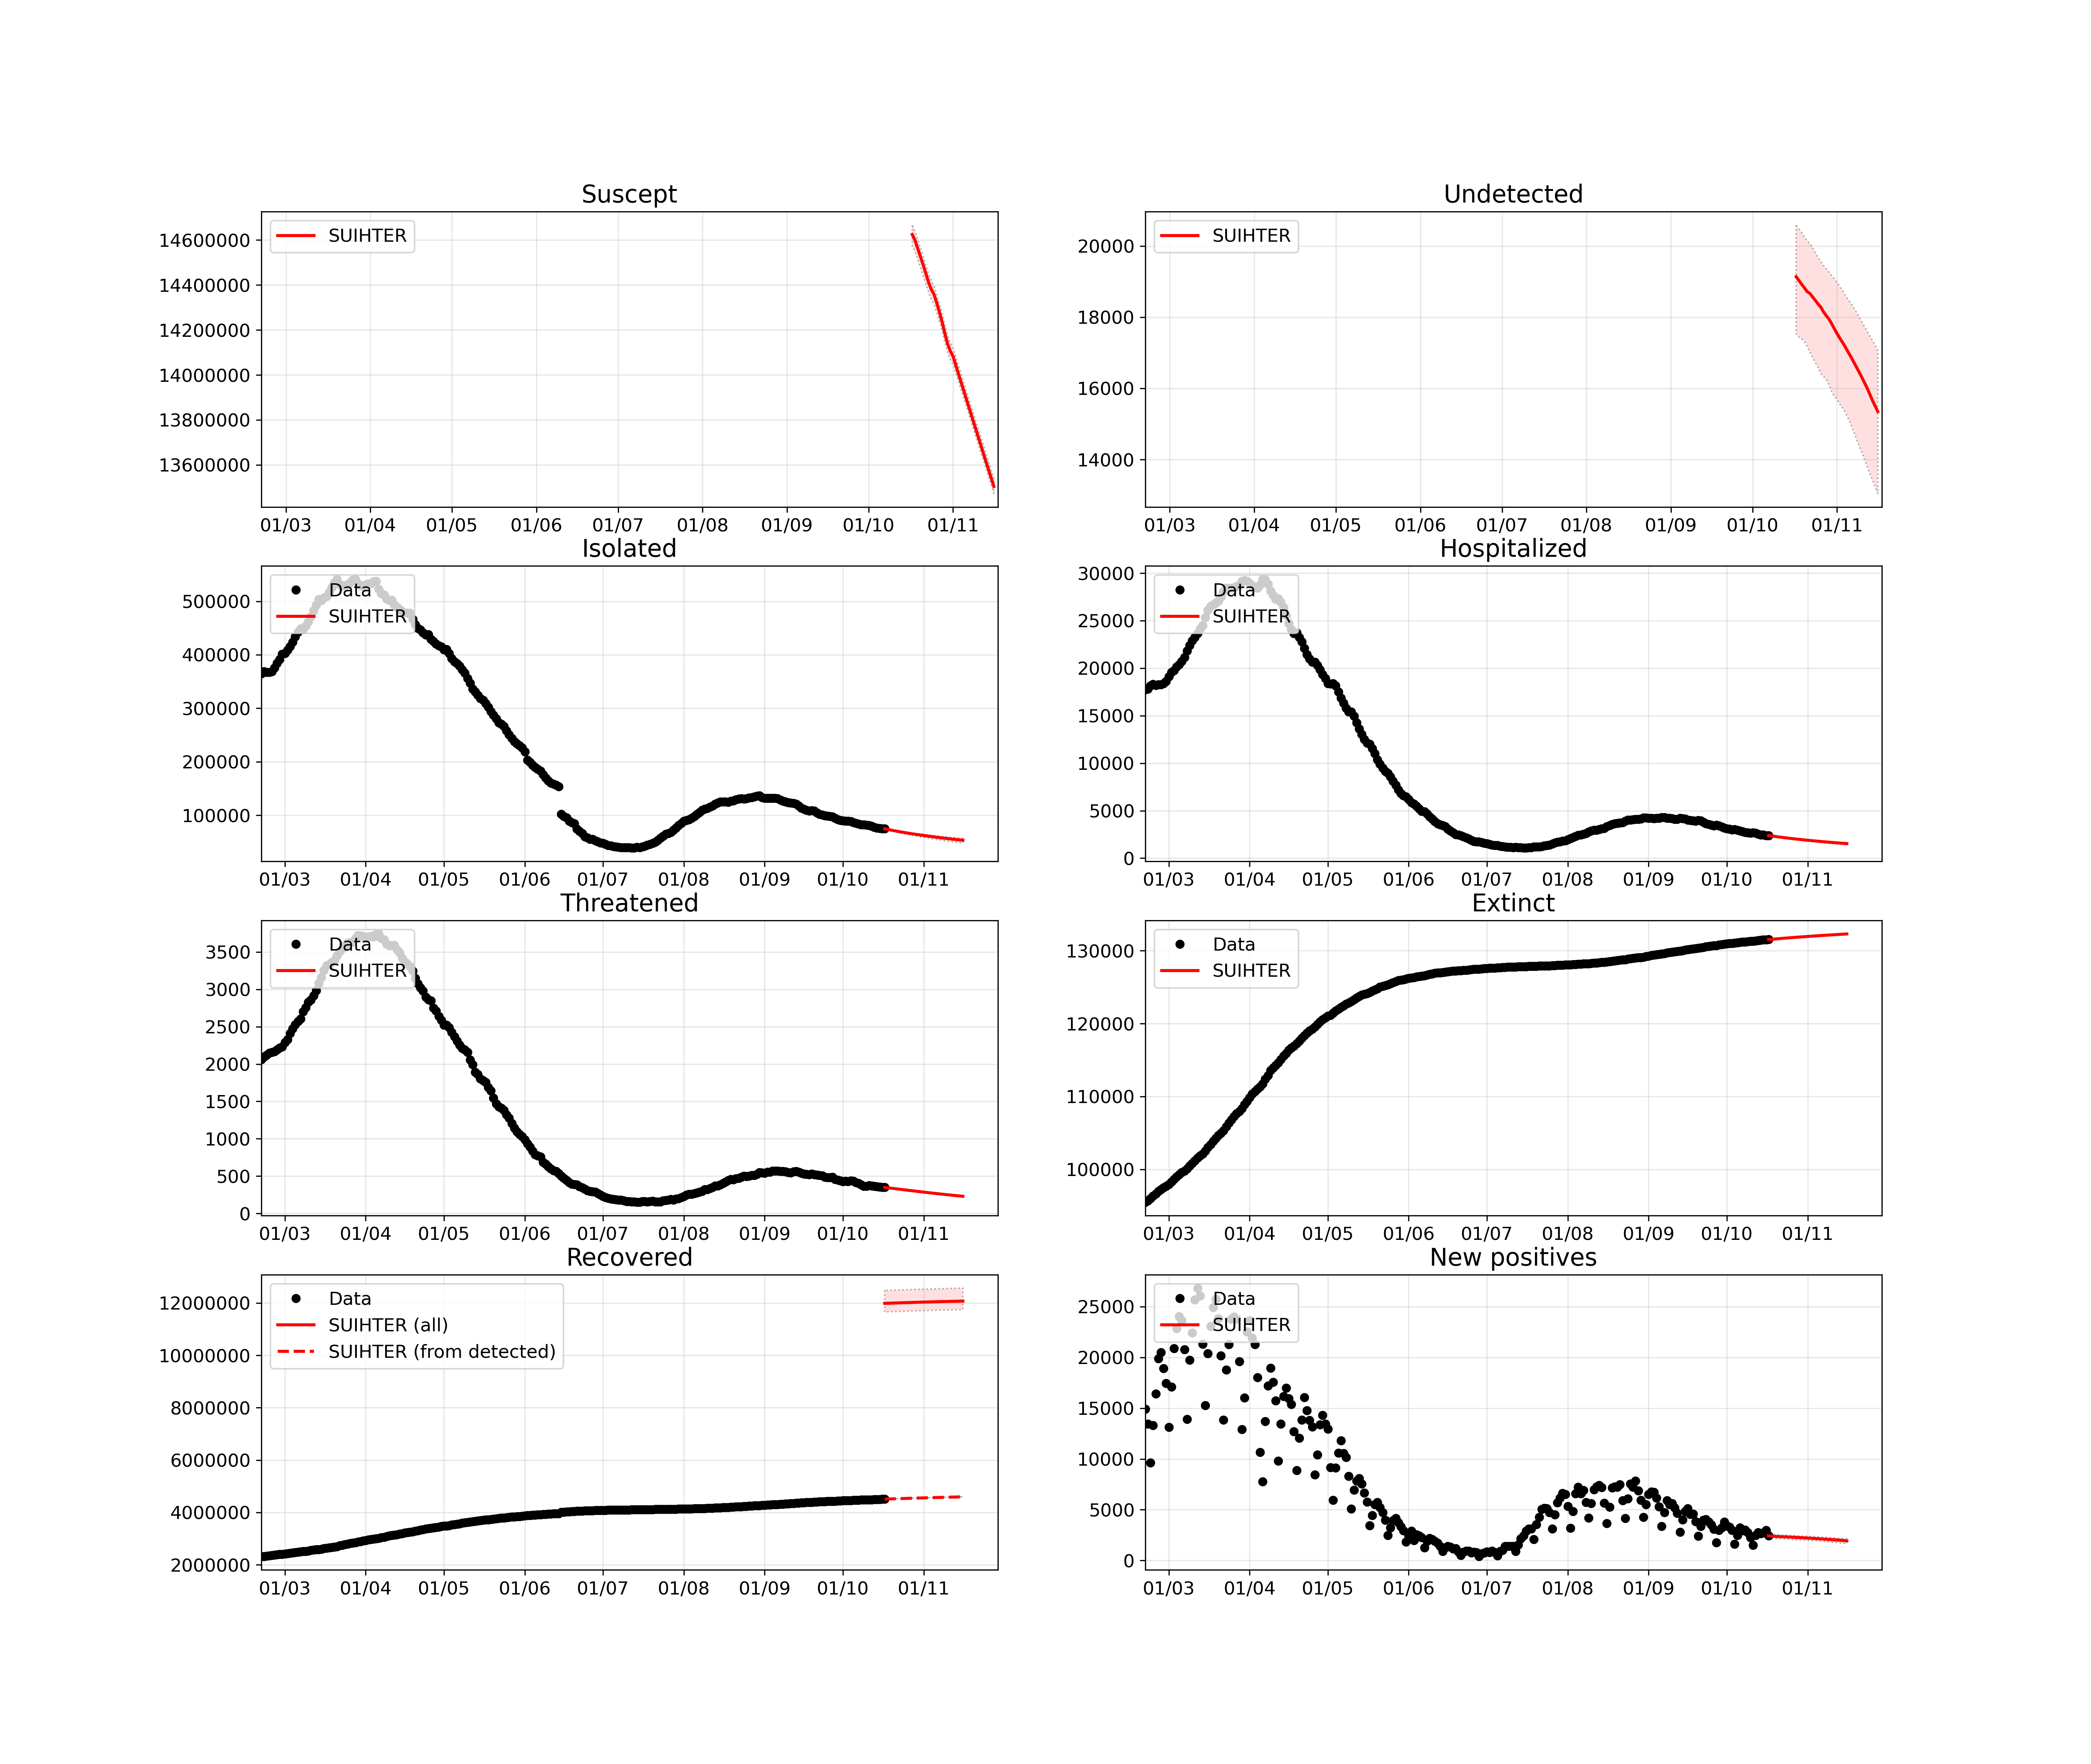 Suscept
SUIHTER
14600000
14400000
14200000
14000000
13800000
13600000
01/03 01/04 01/05 01/06 01/07 01/08 01/09 01/10 01/11
Undetected
SUIHTER
20000
18000
16000
14000
01/03 01/04 01/05 01/06 01/07 01/08 01/09 01/10 01/11
Isolated
Data
SUIHTER
500000
400000
300000
200000
100000
01/03 01/04 01/05 01/06 01/07 01/08 01/09 01/10 01/11
Hospitalized
Data
SUIHTER
30000
25000
20000
15000
10000
5000
0
01/03 01/04 01/05 01/06 01/07 01/08 01/09 01/10 01/11
Threatened
Data
SUIHTER
3500
3000
2500
2000
1500
1000
500
0
01/03 01/04 01/05 01/06 01/07 01/08 01/09 01/10 01/11
Extinct
Data
SUIHTER
130000
120000
110000
100000
01/03 01/04 01/05 01/06 01/07 01/08 01/09 01/10 01/11
Recovered
Data
SUIHTER (all)
SUIHTER (from detected)
12000000
10000000
8000000
6000000
4000000
2000000
01/03 01/04 01/05 01/06 01/07 01/08 01/09 01/10 01/11
New positives
Data
SUIHTER
25000
20000
15000
10000
5000
0
01/03 01/04 01/05 01/06 01/07 01/08 01/09 01/10 01/11